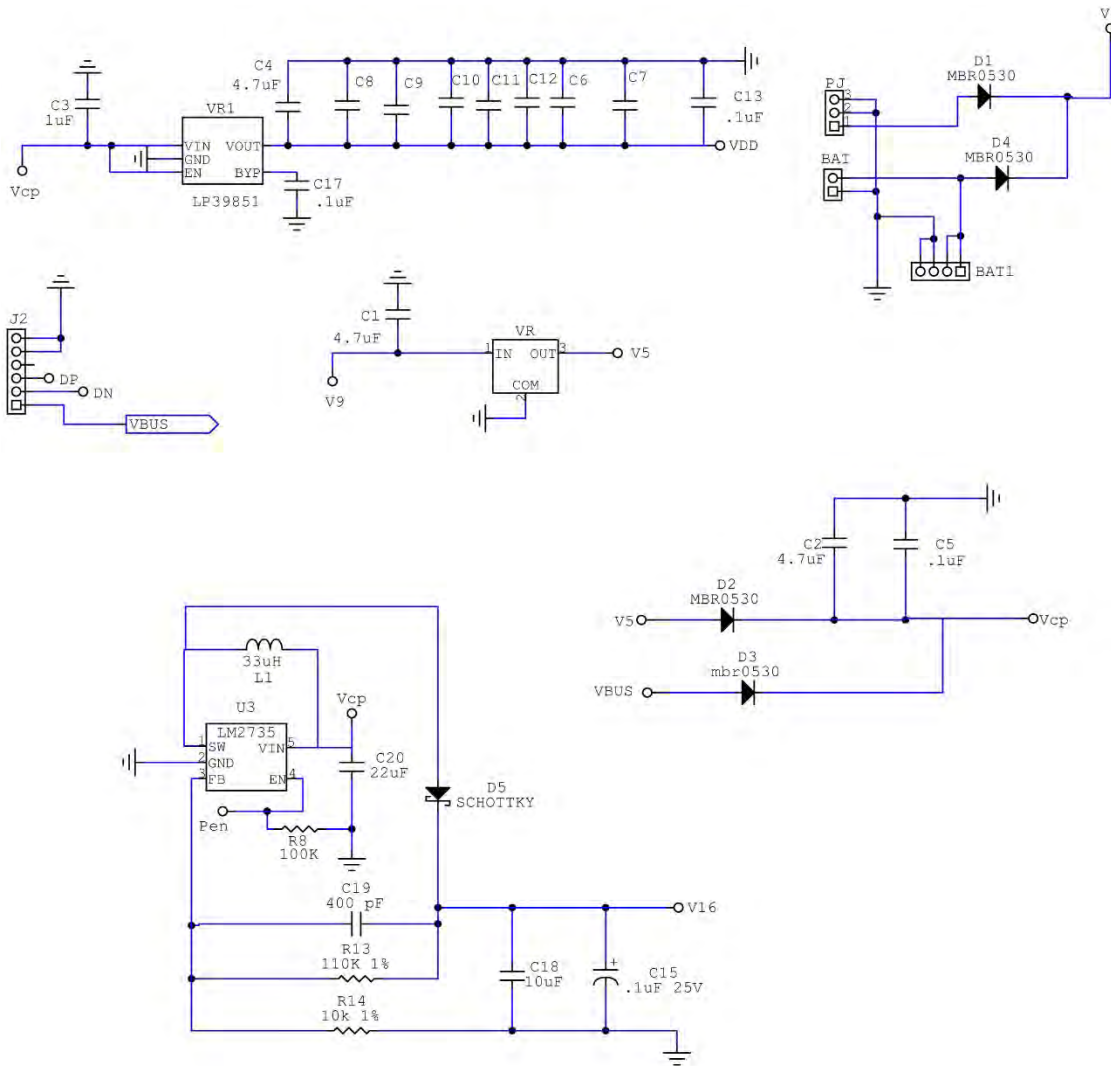 V
C4
4.7uF
C8
C9
C10
C11
C12
C6
C7
C13
.1uF
C3
1uF
VR1
VIN
VOUT
GND
EN
BYP
LP39851
VDD
Vcp
C17
.1uF
D1
MBR0530
PJ
3
2
1
D4
MBR0530
BAT
BAT1
J2
DP
DN
VBUS
C1
4.7uF
VR
1
IN
OUT
3
COM
2
V5
V9
C2
4.7uF
C5
.1uF
D2
MBR0530
V5
Vcp
D3
mbr0530
VBUS
33uH
L1
U3
LM2735
Vcp
1
SW
VIN
5
2
GND
3
FB
EN
4
C20
22uF
Pen
R8
100K
D5
SCHOTTKY
C19
400 pF
V16
R13
110K 1%
C18
10uF
+
C15
.1uF 25V
R14
10k 1%